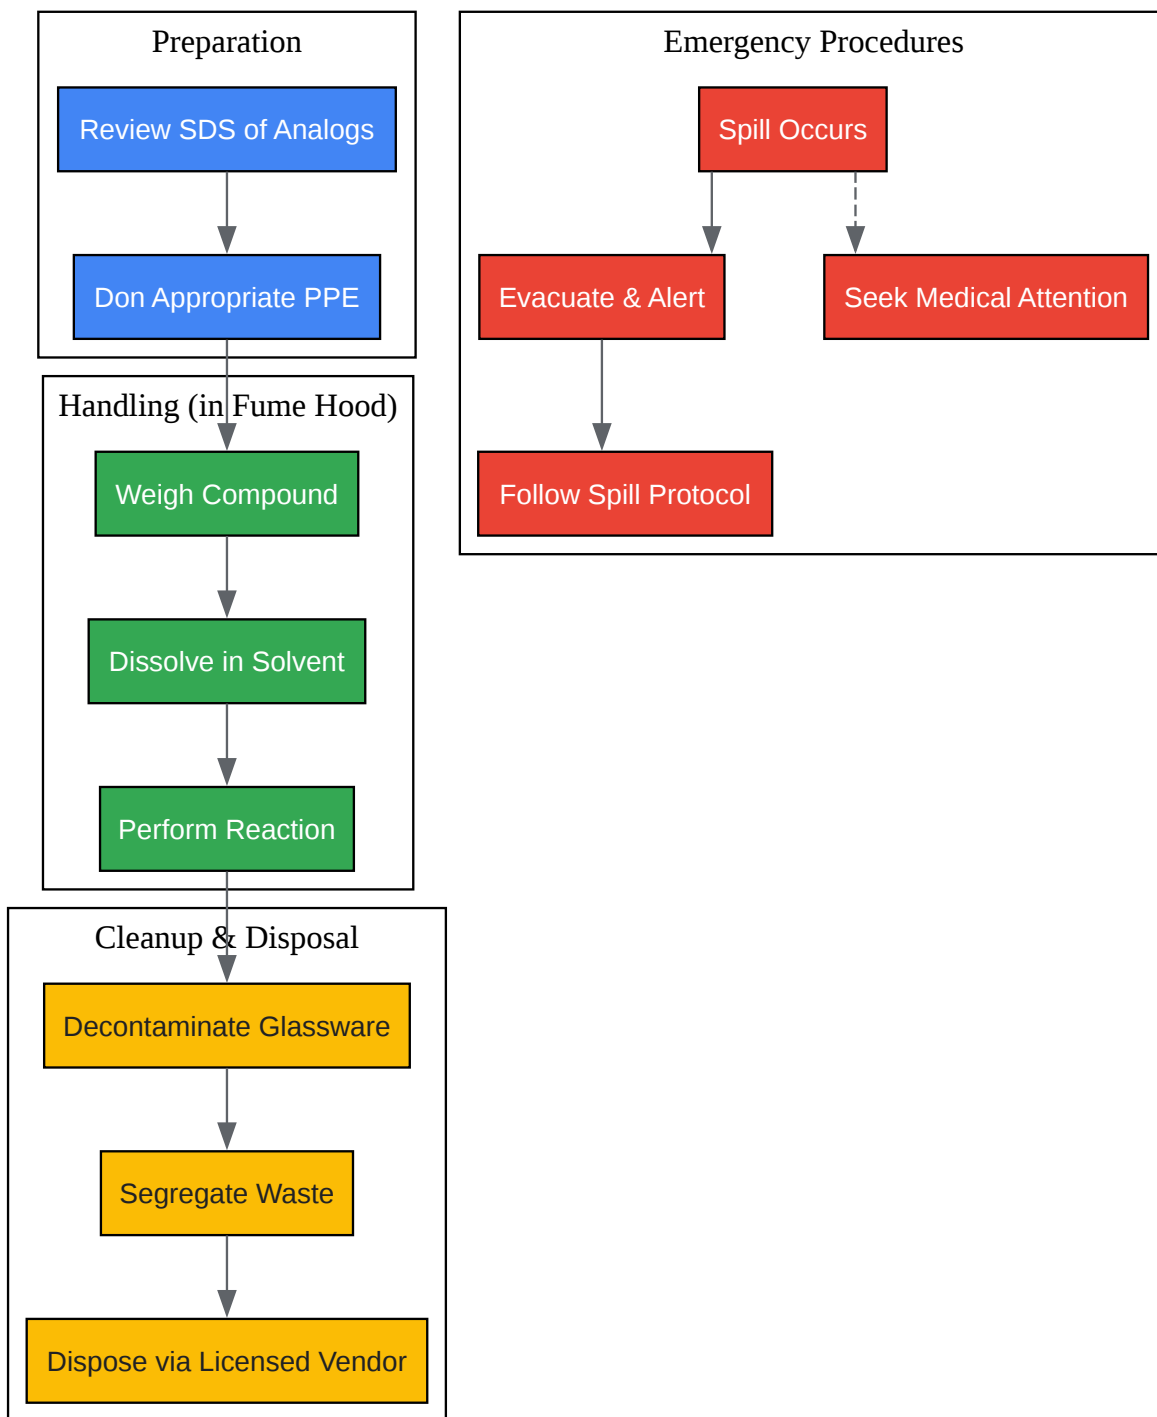 Preparation
Review SDS of Analogs
Don Appropriate PPE
Handling (in Fume Hood)
Weigh Compound
Dissolve in Solvent
Perform Reaction
Cleanup & Disposal
Decontaminate Glassware
Segregate Waste
Dispose via Licensed Vendor
Emergency Procedures
Spill Occurs
Evacuate & Alert
Seek Medical Attention
Follow Spill Protocol